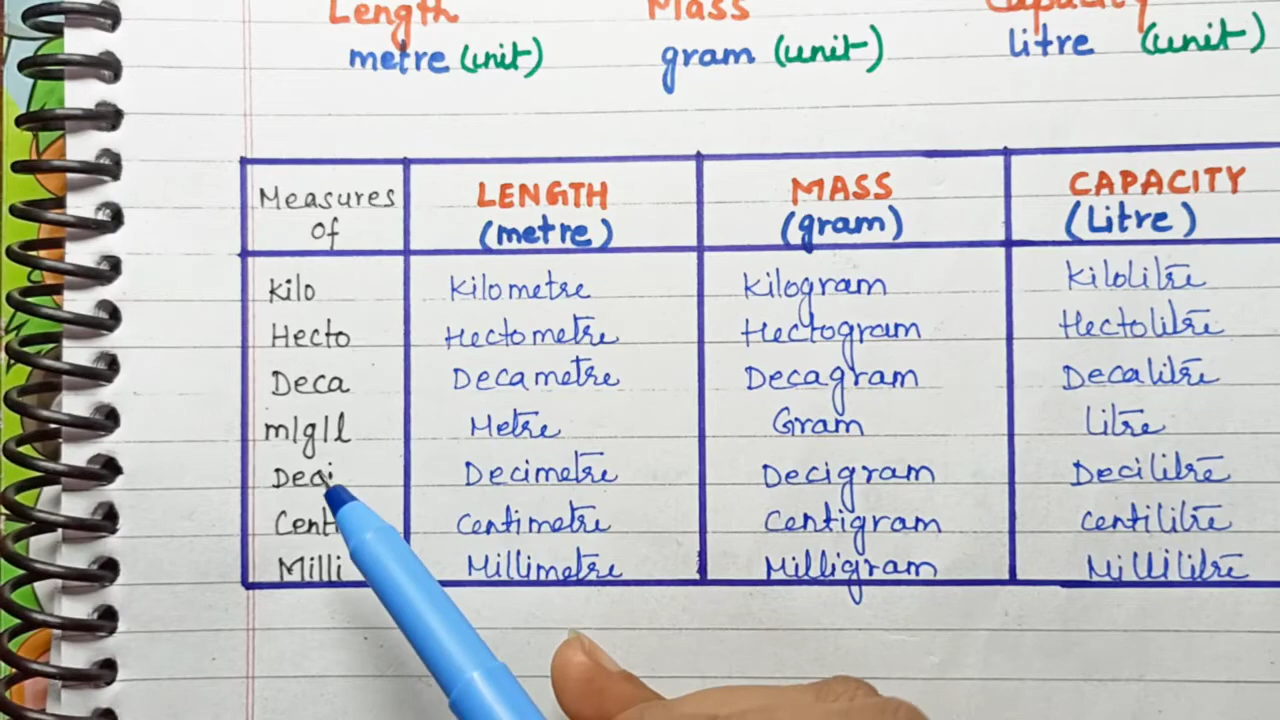 Length Mass Capacity
metre (unit) gram (unit) litre (unit)
Measures of LENGTH (metre) MASS (gram) CAPACITY (Litre)
Kilo Kilometre Kilogram Kilolitre
Hecto Hectometre Hectogram Hectolitre
Deca Decametre Decagram Decalitre
m/g/l Metre Gram Litre
Deci Decimetre Decigram Decilitre
Centi Centimetre Centigram Centilitre
Milli Millimetre Milligram Millilitre